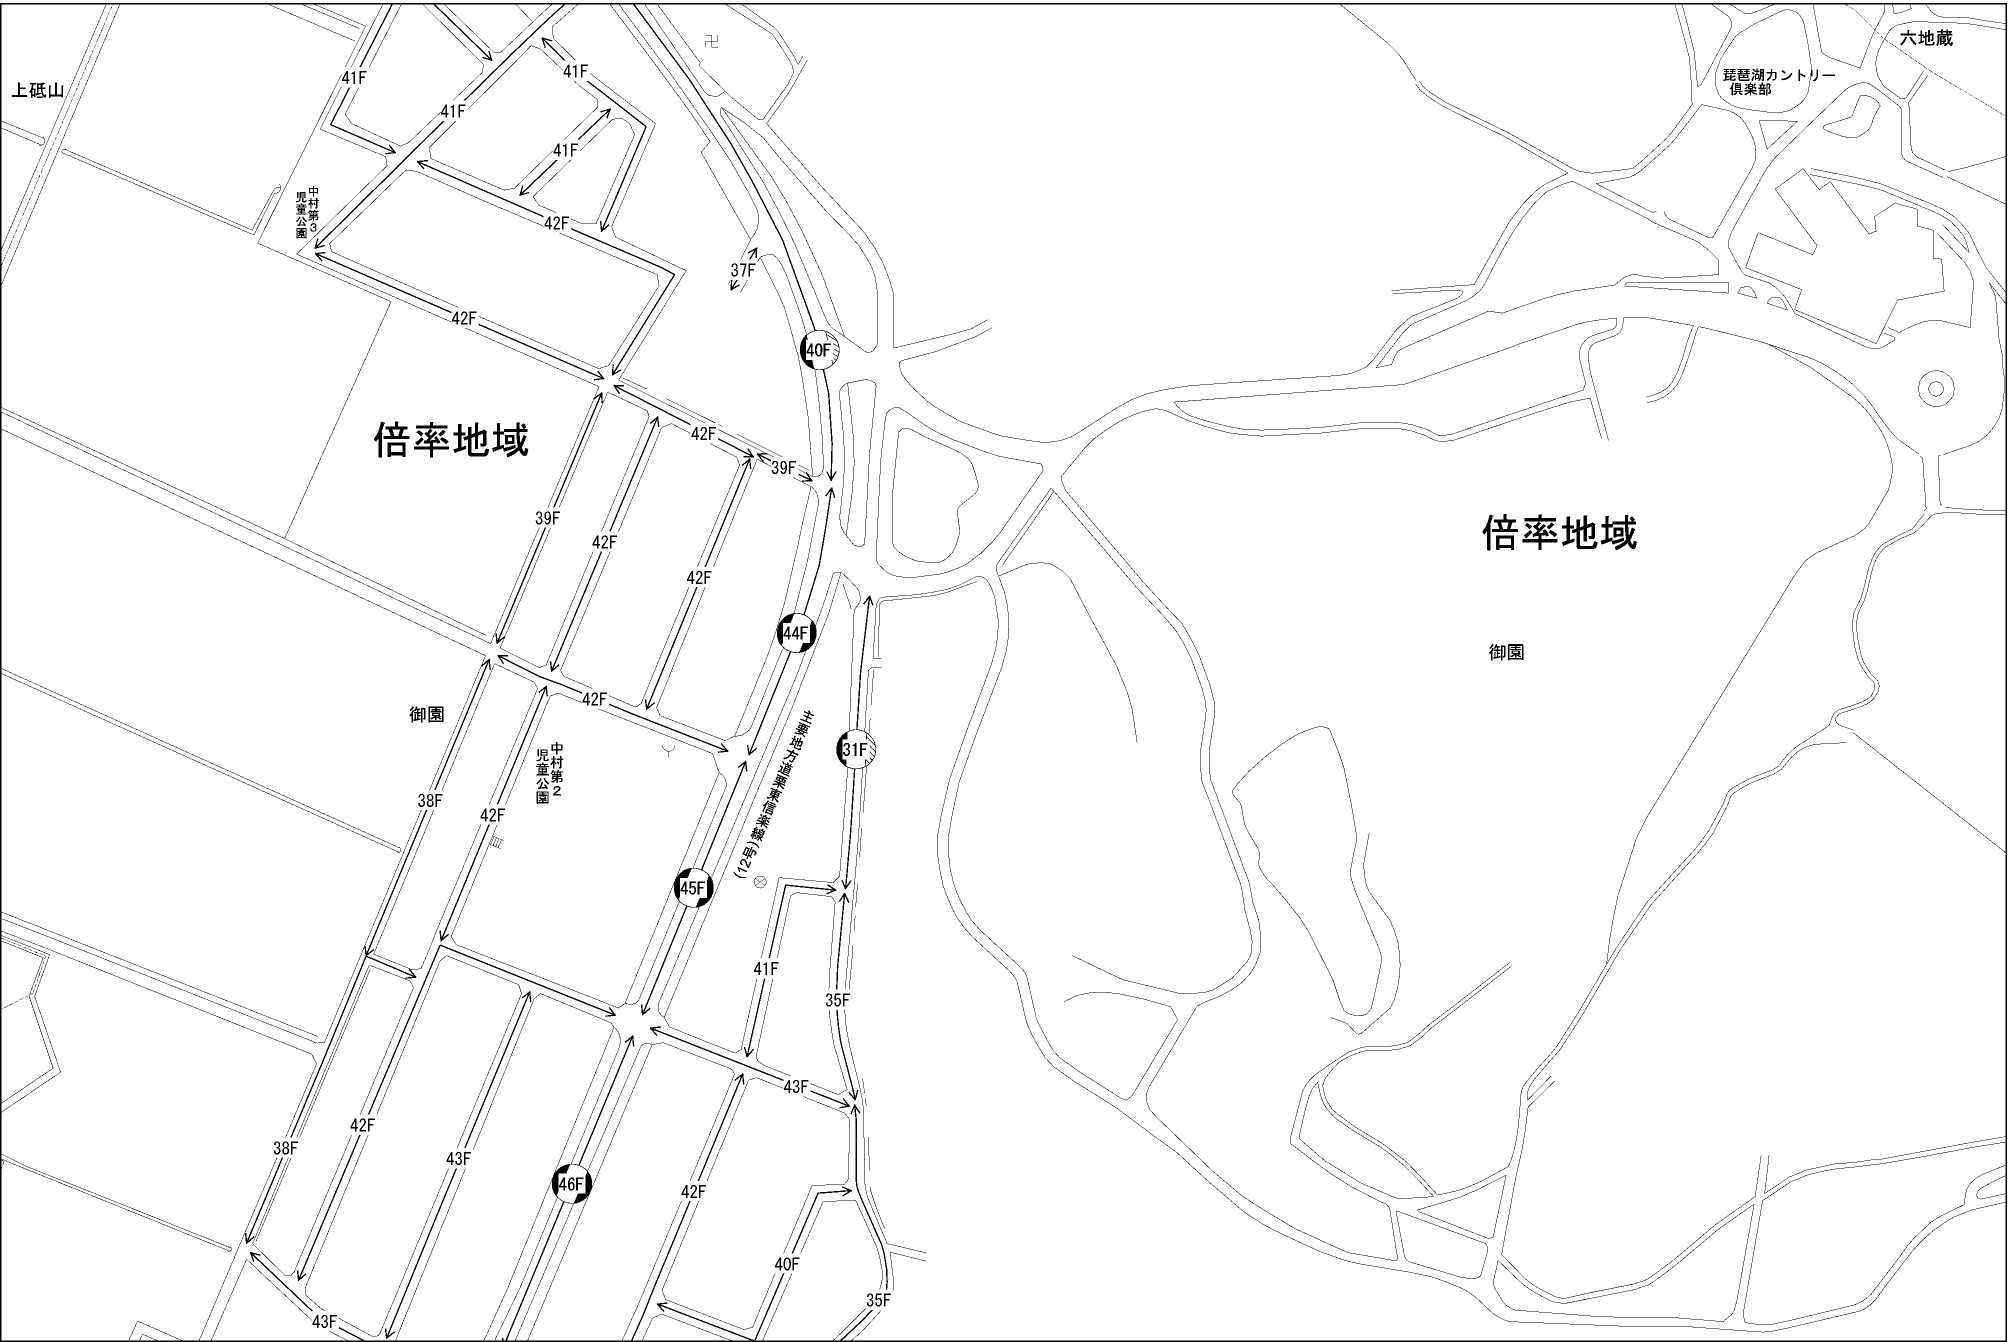 六地蔵
卍
41F
41F
琵琶湖カントリー
倶楽部
上砥山
41F
41F
中村第3
児童公園
42F
37F
42F
40F
倍率地域
42F
39F
39F
倍率地域
42F
42F
44F
御園
42F
御園
主要地方道栗東信楽線
(12号)
中村第2
児童公園
31F
38F
42F
45F
41F
35F
43F
42F
38F
43F
46F
42F
40F
35F
43F